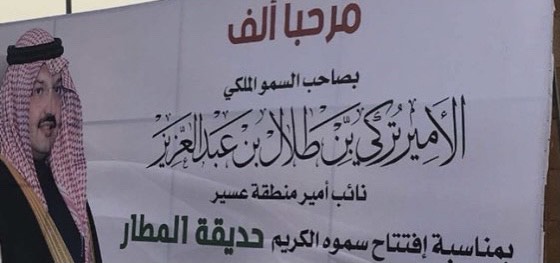 مرحبا ألف
بصاحب السمو الملكي
الأمير تركي بن طلال بن عبدالعزيز
نائب أمير منطقة عسير
بمناسبة إفتتاح سموه الكريم حديقة المطار